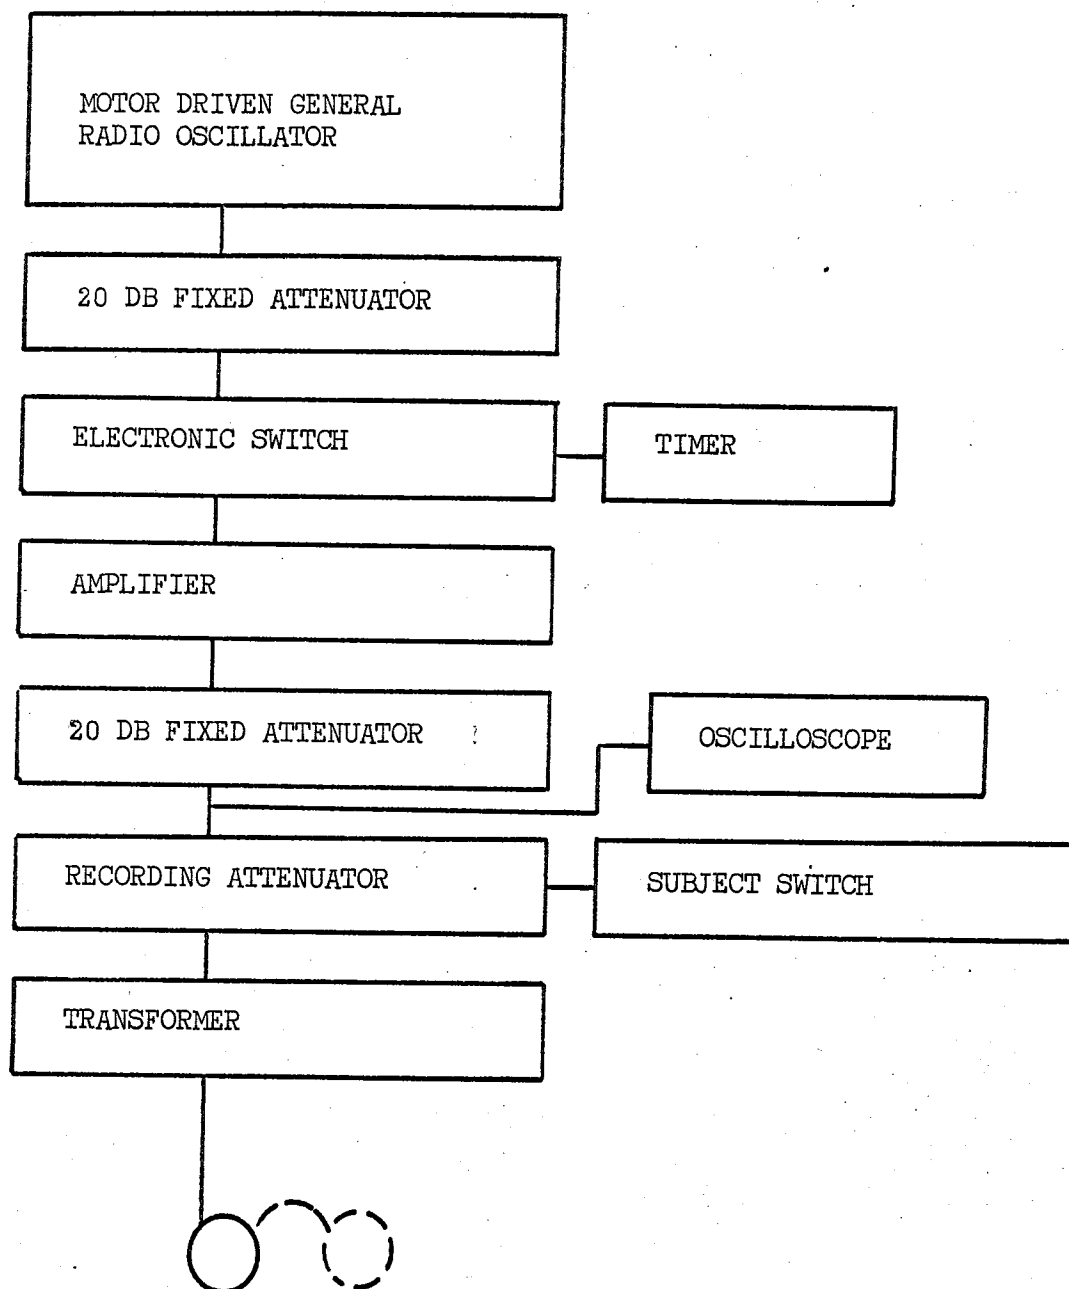 MOTOR DRIVEN GENERAL
RADIO OSCILLATOR
20 DB FIXED ATTENUATOR
ELECTRONIC SWITCH
TIMER
AMPLIFIER
20 DB FIXED ATTENUATOR
OSCILLOSCOPE
RECORDING ATTENUATOR
SUBJECT SWITCH
TRANSFORMER